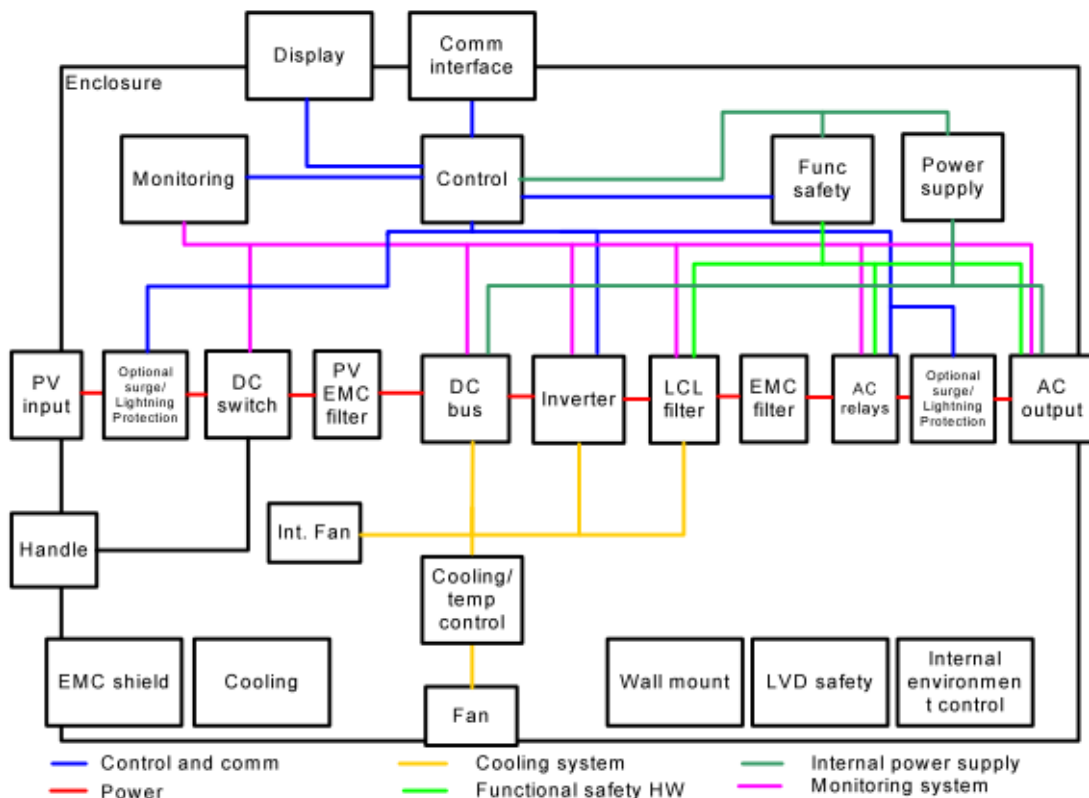 Display
Comm
interface
Enclosure
Monitoring
Control
Func
safety
Power
supply
PV
input
Optional
surge/
Lightning
Protection
DC
switch
PV
EMC
filter
DC
bus
Inverter
LCL
filter
EMC
filter
AC
relays
Optional
surge/
Lightning
Protection
AC
output
Handle
Int. Fan
Cooling/
temp
control
EMC shield
Cooling
Fan
Wall mount
LVD safety
Internal
environmen
t control
Control and comm
Cooling system
Internal power supply
Power
Functional safety HW
Monitoring system